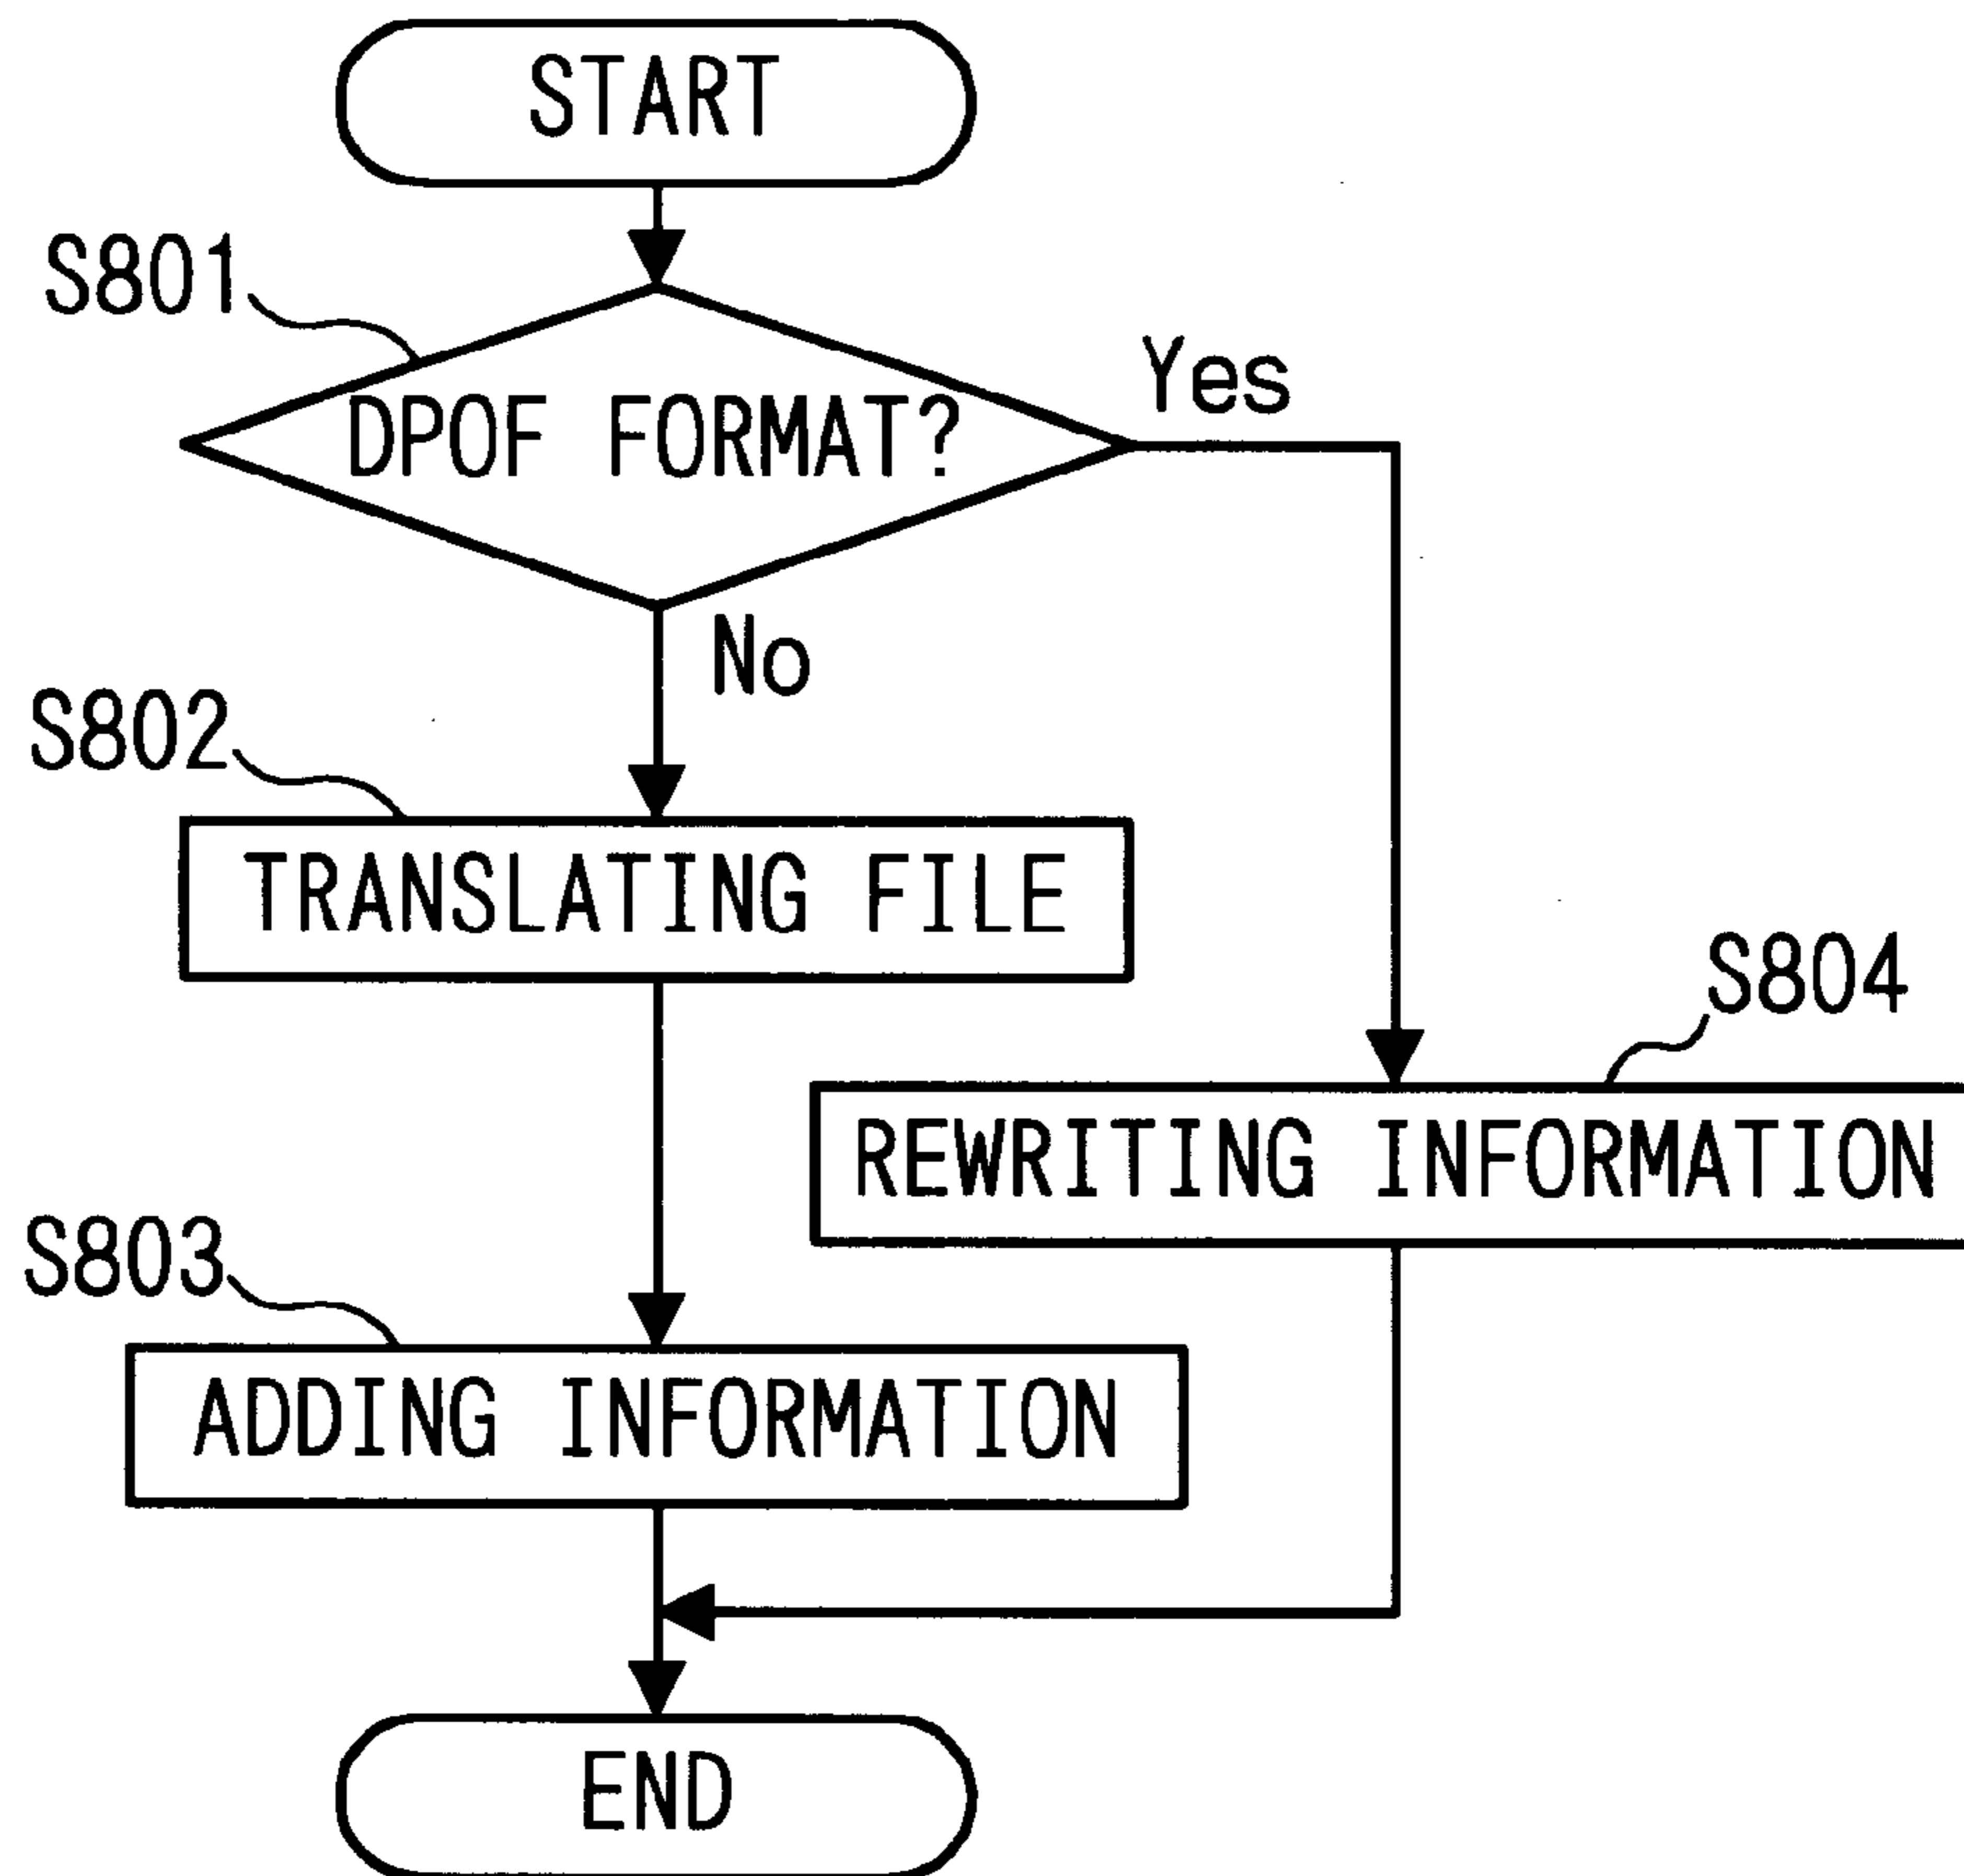 START
S801
DPOF FORMAT?
Yes
No
S802
TRANSLATING FILE
S804
REWRITING INFORMATION
S803
ADDING INFORMATION
END